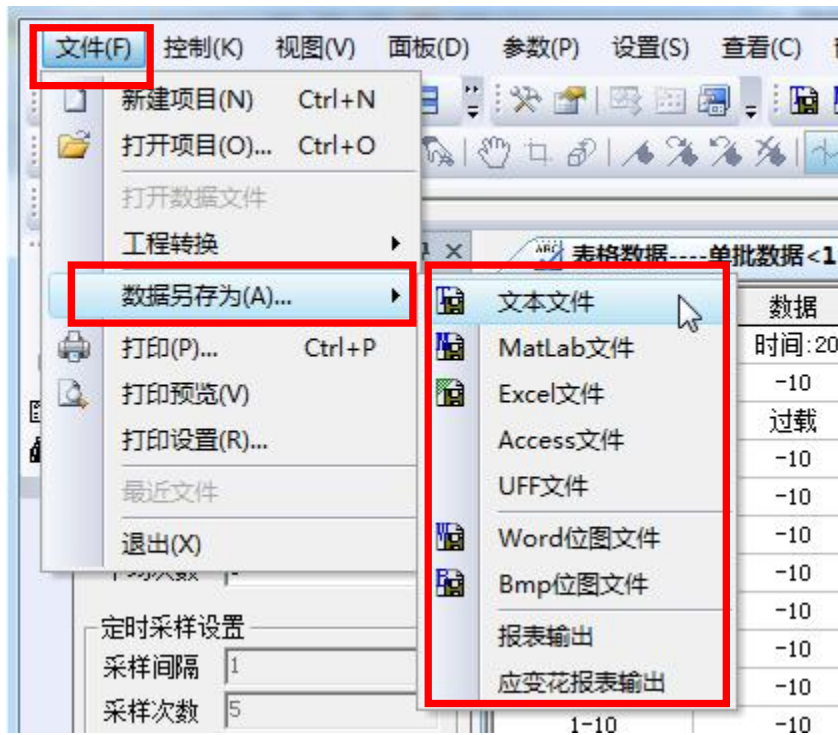 文件(F) 控制(K) 视图(V) 面板(D) 参数(P) 设置(S) 查看(C)
新建项目(N) Ctrl+N
打开项目(O)... Ctrl+O
打开数据文件
工程转换
数据另存为(A)...
打印(P)... Ctrl+P
打印预览(V)
打印设置(R)...
最近文件
退出(X)
表格数据----单批数据<1
文本文件
MatLab文件
Excel文件
Access文件
UFF文件
Word位图文件
Bmp位图文件
报表输出
应变花报表输出
数据
时间:20
-10
过载
-10
-10
-10
-10
-10
-10
-10
1-10 -10
定时采样设置
采样间隔 1
采样次数 5